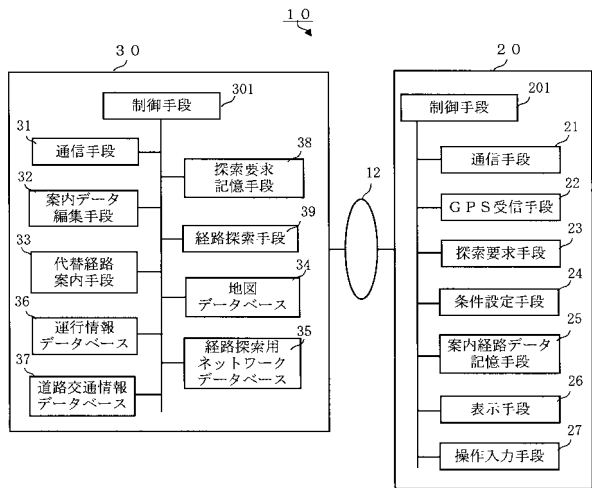 10
30
制御手段
301
31
通信手段
32
案内データ
編集手段
33
代替経路
案内手段
36
運行情報
データベース
37
道路交通情報
データベース
38
探索要求
記憶手段
39
経路探索手段
34
地図
データベース
35
経路探索用
ネットワーク
データベース
12
20
制御手段
201
21
通信手段
22
GPS受信手段
23
探索要求手段
24
条件設定手段
25
案内経路データ
記憶手段
26
表示手段
27
操作入力手段